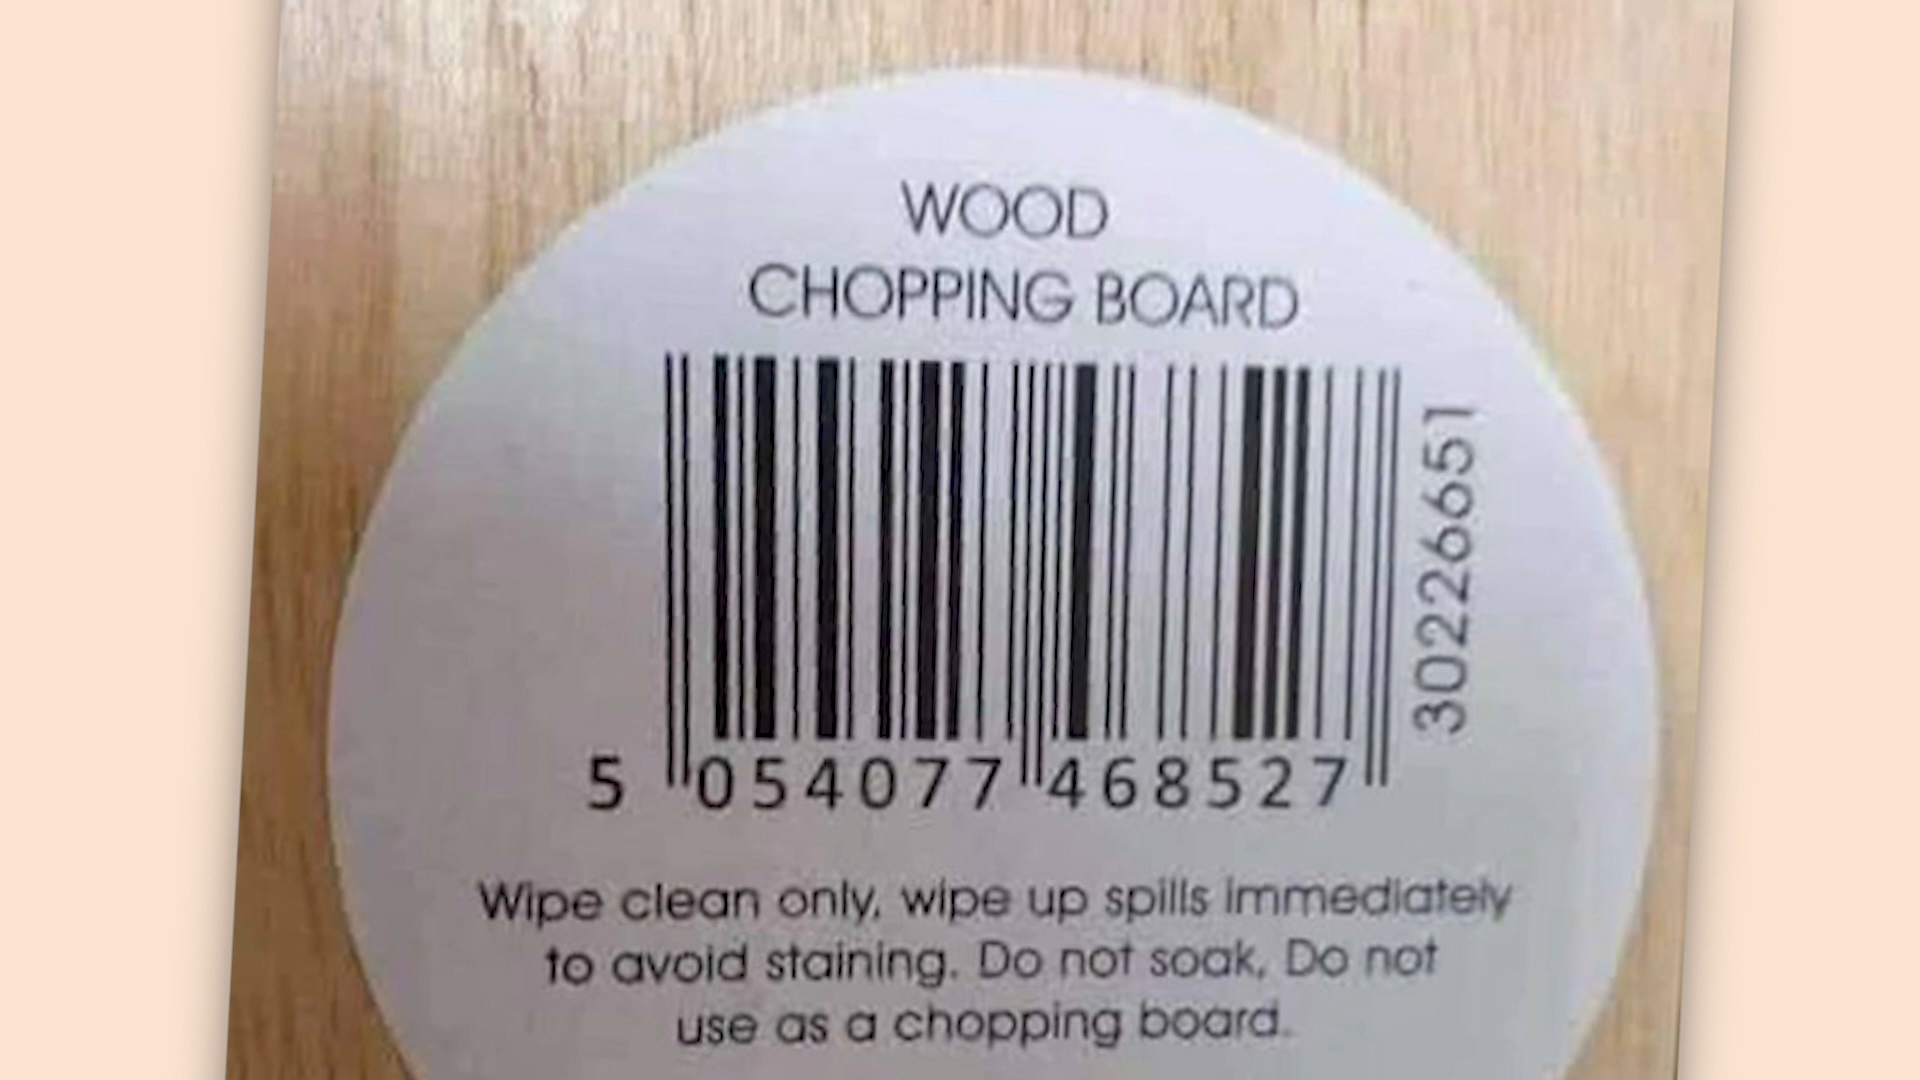 WOOD
CHOPPING BOARD
30226651
5 054077 468527
Wipe clean only, wipe up spills immediately
to avoid staining. Do not soak, Do not
use as a chopping board.